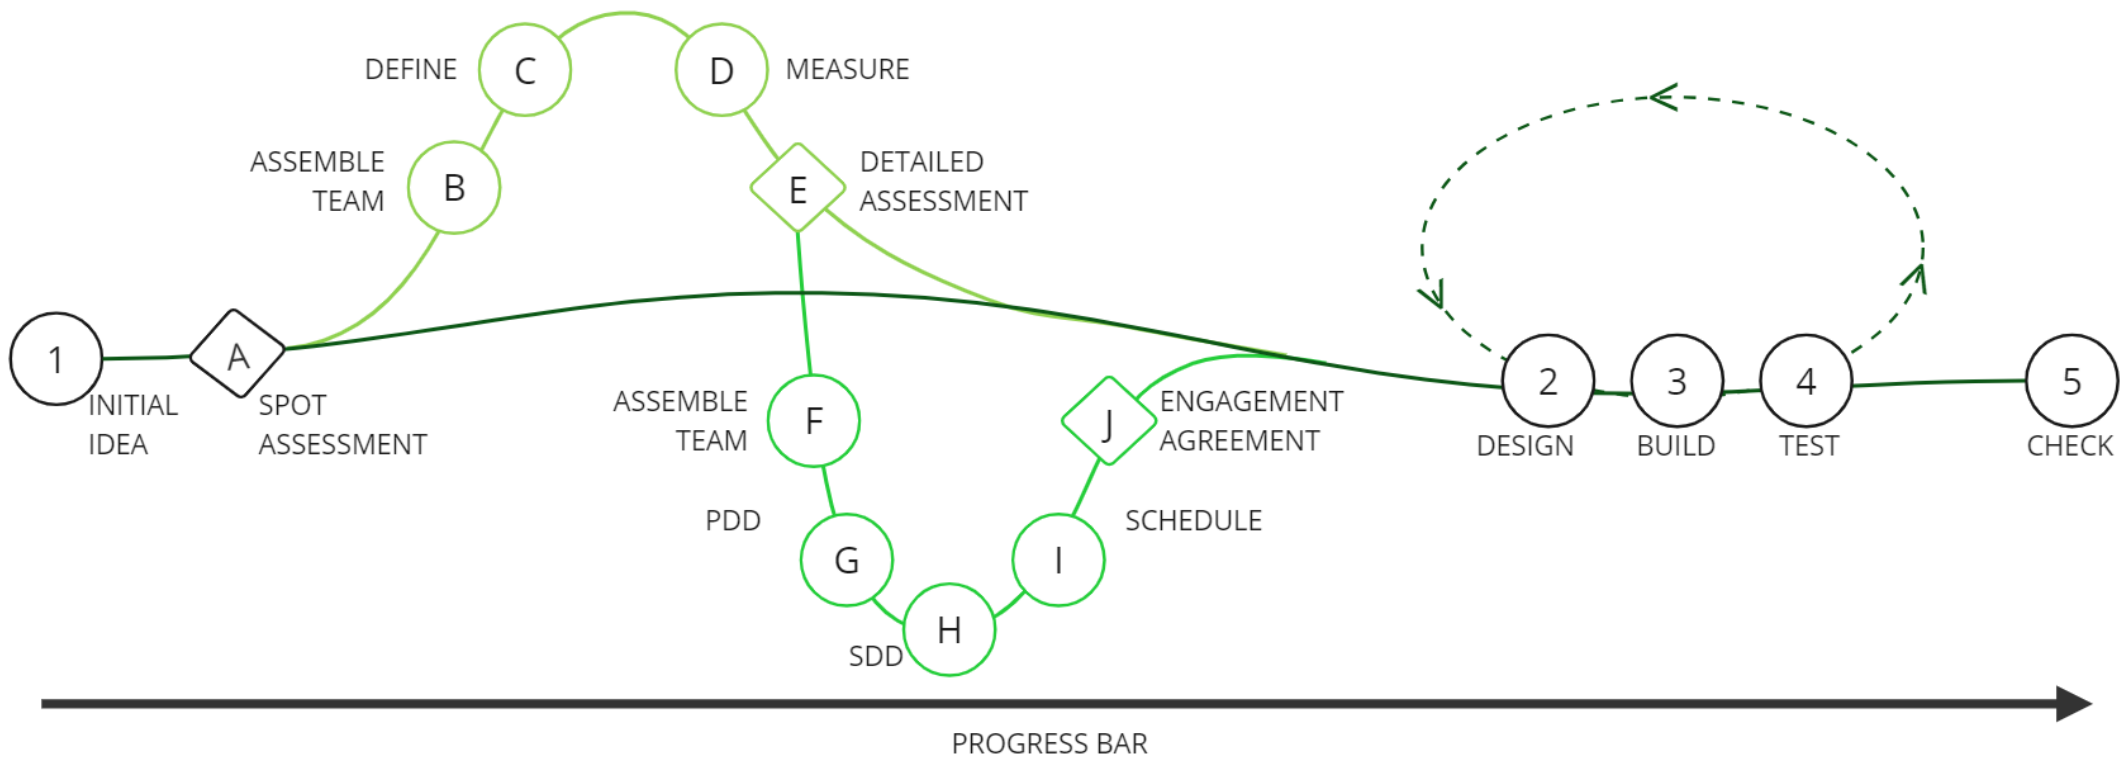 C
D
DEFINE
MEASURE
ASSEMBLE
TEAM
B
E
DETAILED
ASSESSMENT
1
INITIAL
IDEA
A
SPOT
ASSESSMENT
ASSEMBLE
TEAM
F
J
ENGAGEMENT
AGREEMENT
2
DESIGN
3
BUILD
4
TEST
5
CHECK
PDD
G
I
SCHEDULE
H
SDD
PROGRESS BAR